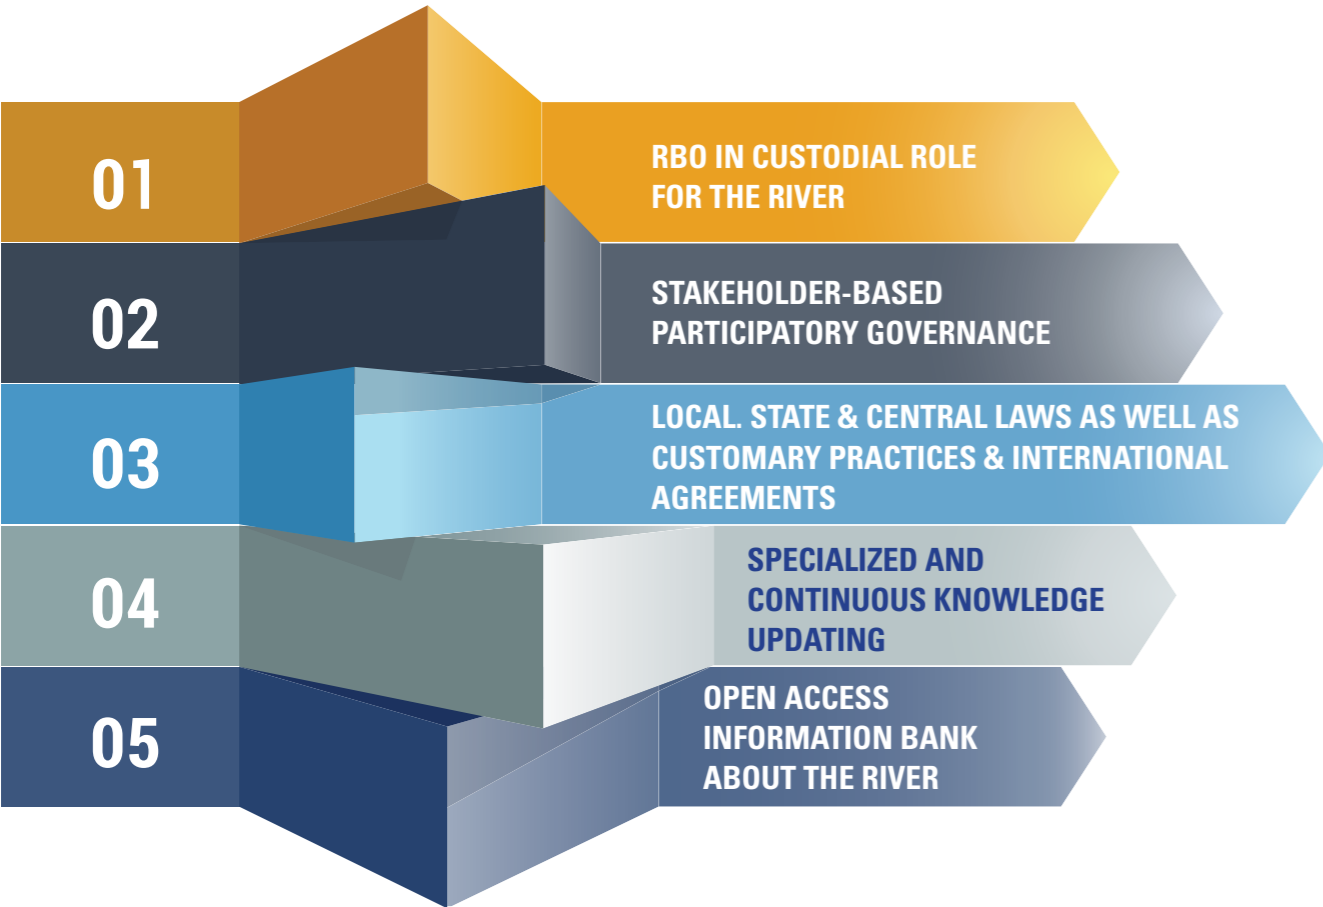 01
RBO IN CUSTODIAL ROLE
FOR THE RIVER
02
STAKEHOLDER-BASED
PARTICIPATORY GOVERNANCE
03
LOCAL. STATE & CENTRAL LAWS AS WELL AS
CUSTOMARY PRACTICES & INTERNATIONAL
AGREEMENTS
04
SPECIALIZED AND
CONTINUOUS KNOWLEDGE
UPDATING
05
OPEN ACCESS
INFORMATION BANK
ABOUT THE RIVER